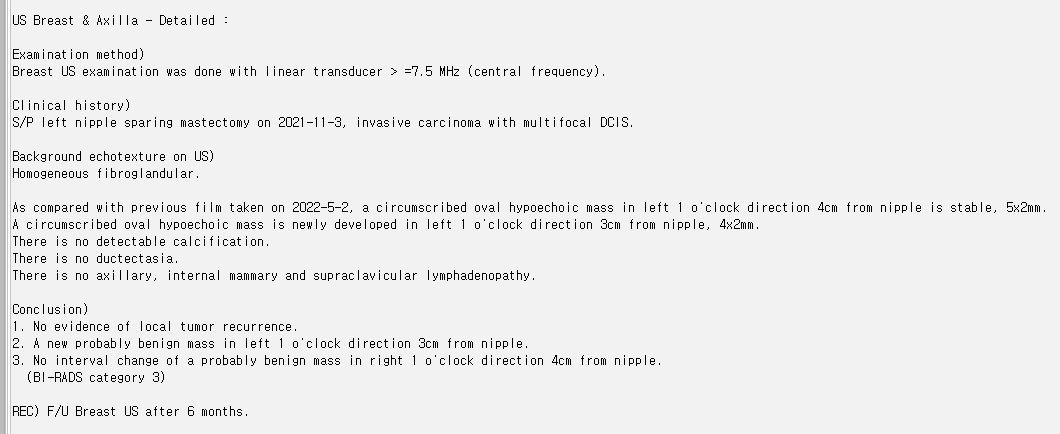 US Breast & Axilla - Detailed :
Examination method)
Breast US examination was done with linear transducer > =7.5 MHz (central frequency).
Clinical history)
S/P left nipple sparing mastectomy on 2021-11-3, invasive carcinoma with multifocal DCIS.
Background echotexture on US)
Homogeneous fibroglandular.
As compared with previous film taken on 2022-5-2, a circumscribed oval hypoechoic mass in left 1 o'clock direction 4cm from nipple is stable, 5x2mm.
A circumscribed oval hypoechoic mass is newly developed in left 1 o'clock direction 3cm from nipple, 4x2mm.
There is no detectable calcification.
There is no ductectasia.
There is no axillary, internal mammary and supraclavicular lymphadenopathy.
Conclusion)
1. No evidence of local tumor recurrence.
2. A new probably benign mass in left 1 o'clock direction 3cm from nipple.
3. No interval change of a probably benign mass in right 1 o'clock direction 4cm from nipple.
(BI-RADS category 3)
REC) F/U Breast US after 6 months.